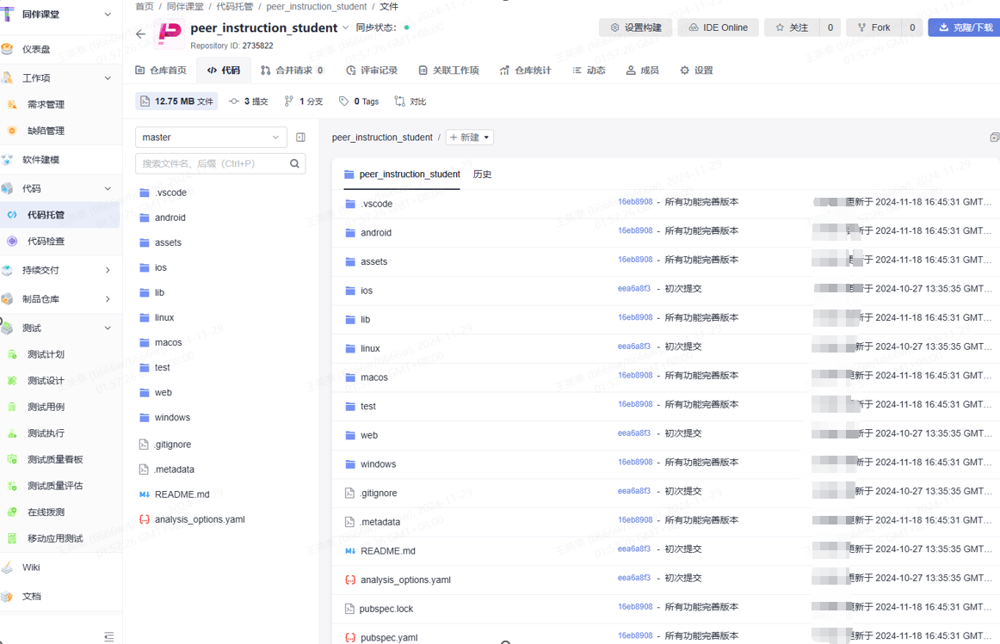 同伴课堂
仪表盘
工作项
需求管理
缺陷管理
软件建模
代码
代码托管
代码检查
持续交付
制品仓库
测试
测试计划
测试设计
测试用例
测试执行
测试质量看板
测试质量评估
在线拨测
移动应用测试
Wiki
文档
首页 / 同伴课堂 / 代码托管 / peer_instruction_student / 文件
peer_instruction_student 同步状态：
Repository ID: 2735822
设置构建 IDE Online 关注 0 Fork 0 克隆/下载
仓库首页 代码 合并请求 0 评审记录 关联工作项 仓库统计 动态 成员 设置
12.75 MB 文件 3 提交 1 分支 0 Tags 对比
master
搜索文件名、后缀（Ctrl+P）
.vscode
android
assets
ios
lib
linux
macos
test
web
windows
.gitignore
.metadata
README.md
analysis_options.yaml
peer_instruction_student / + 新建
peer_instruction_student 历史
.vscode 16eb8908 - 所有功能完善版本 更新于 2024-11-18 16:45:31 GMT...
android 16eb8908 - 所有功能完善版本 新于 2024-11-18 16:45:31 GMT...
assets 16eb8908 - 所有功能完善版本 新于 2024-11-18 16:45:31 GMT...
ios eea6a8f3 - 初次提交 新于 2024-10-27 13:35:35 GMT...
lib 16eb8908 - 所有功能完善版本 新于 2024-11-18 16:45:31 GMT...
linux eea6a8f3 - 初次提交 新于 2024-10-27 13:35:35 GMT...
macos 16eb8908 - 所有功能完善版本 更新于 2024-11-18 16:45:31 GMT...
test 16eb8908 - 所有功能完善版本 新于 2024-11-18 16:45:31 GMT...
web eea6a8f3 - 初次提交 新于 2024-10-27 13:35:35 GMT...
windows 16eb8908 - 所有功能完善版本 新于 2024-11-18 16:45:31 GMT...
.gitignore eea6a8f3 - 初次提交 新于 2024-10-27 13:35:35 GMT...
.metadata 16eb8908 - 所有功能完善版本 更新于 2024-11-18 16:45:31 GMT...
README.md eea6a8f3 - 初次提交 更新于 2024-10-27 13:35:35 GMT...
analysis_options.yaml eea6a8f3 - 初次提交 更新于 2024-10-27 13:35:35 GMT...
pubspec.lock 16eb8908 - 所有功能完善版本 更新于 2024-11-18 16:45:31 GMT...
pubspec.yaml 16eb8908 - 所有功能完善版本 更新于 2024-11-18 16:45:31 GMT...